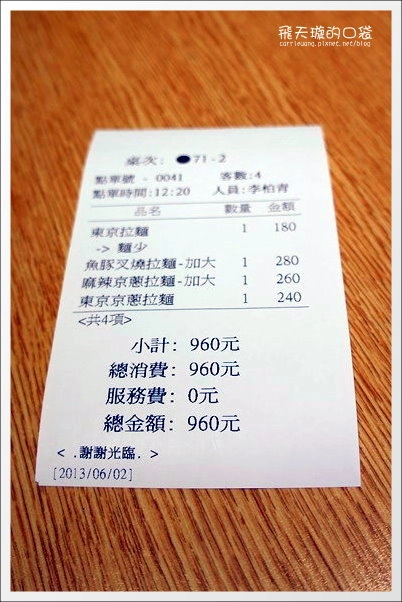 飛天璇的口袋
carrieuang.pixnet.net/blog
桌次: ●71-2
點單號 - 0041 客數:4
點單時間:12:20 人員:李柏青
品名 數量 金額
東京拉麵 1 180
-> 麵少
魚豚叉燒拉麵-加大 1 280
麻辣京蔥拉麵-加大 1 260
東京京蔥拉麵 1 240
<共4項>
小計: 960元
總消費: 960元
服務費: 0元
總金額: 960元
< .謝謝光臨. >
[2013/06/02]